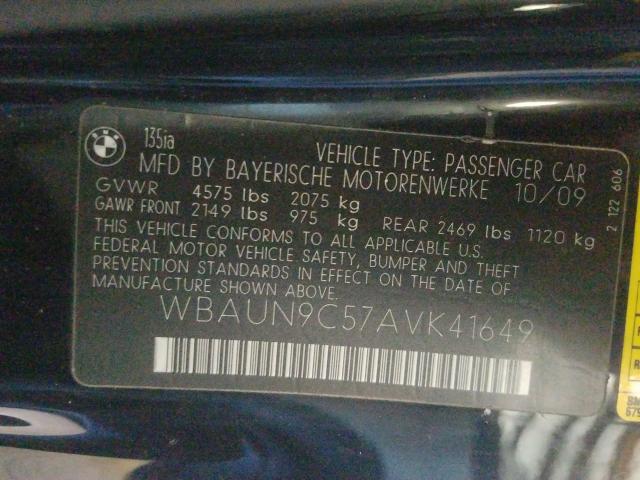 BMW
135ia
VEHICLE TYPE: PASSENGER CAR
MFD BY BAYERISCHE MOTORENWERKE 10/09
GVWR 4575 lbs 2075 kg
GAWR FRONT 2149 lbs 975 kg REAR 2469 lbs 1120 kg
THIS VEHICLE CONFORMS TO ALL APPLICABLE U.S.
FEDERAL MOTOR VEHICLE SAFETY, BUMPER AND THEFT
PREVENTION STANDARDS IN EFFECT ON THE DATE OF
MANUFACTURE SHOWN ABOVE.
WBAUN9C57AVK41649
2 122 606